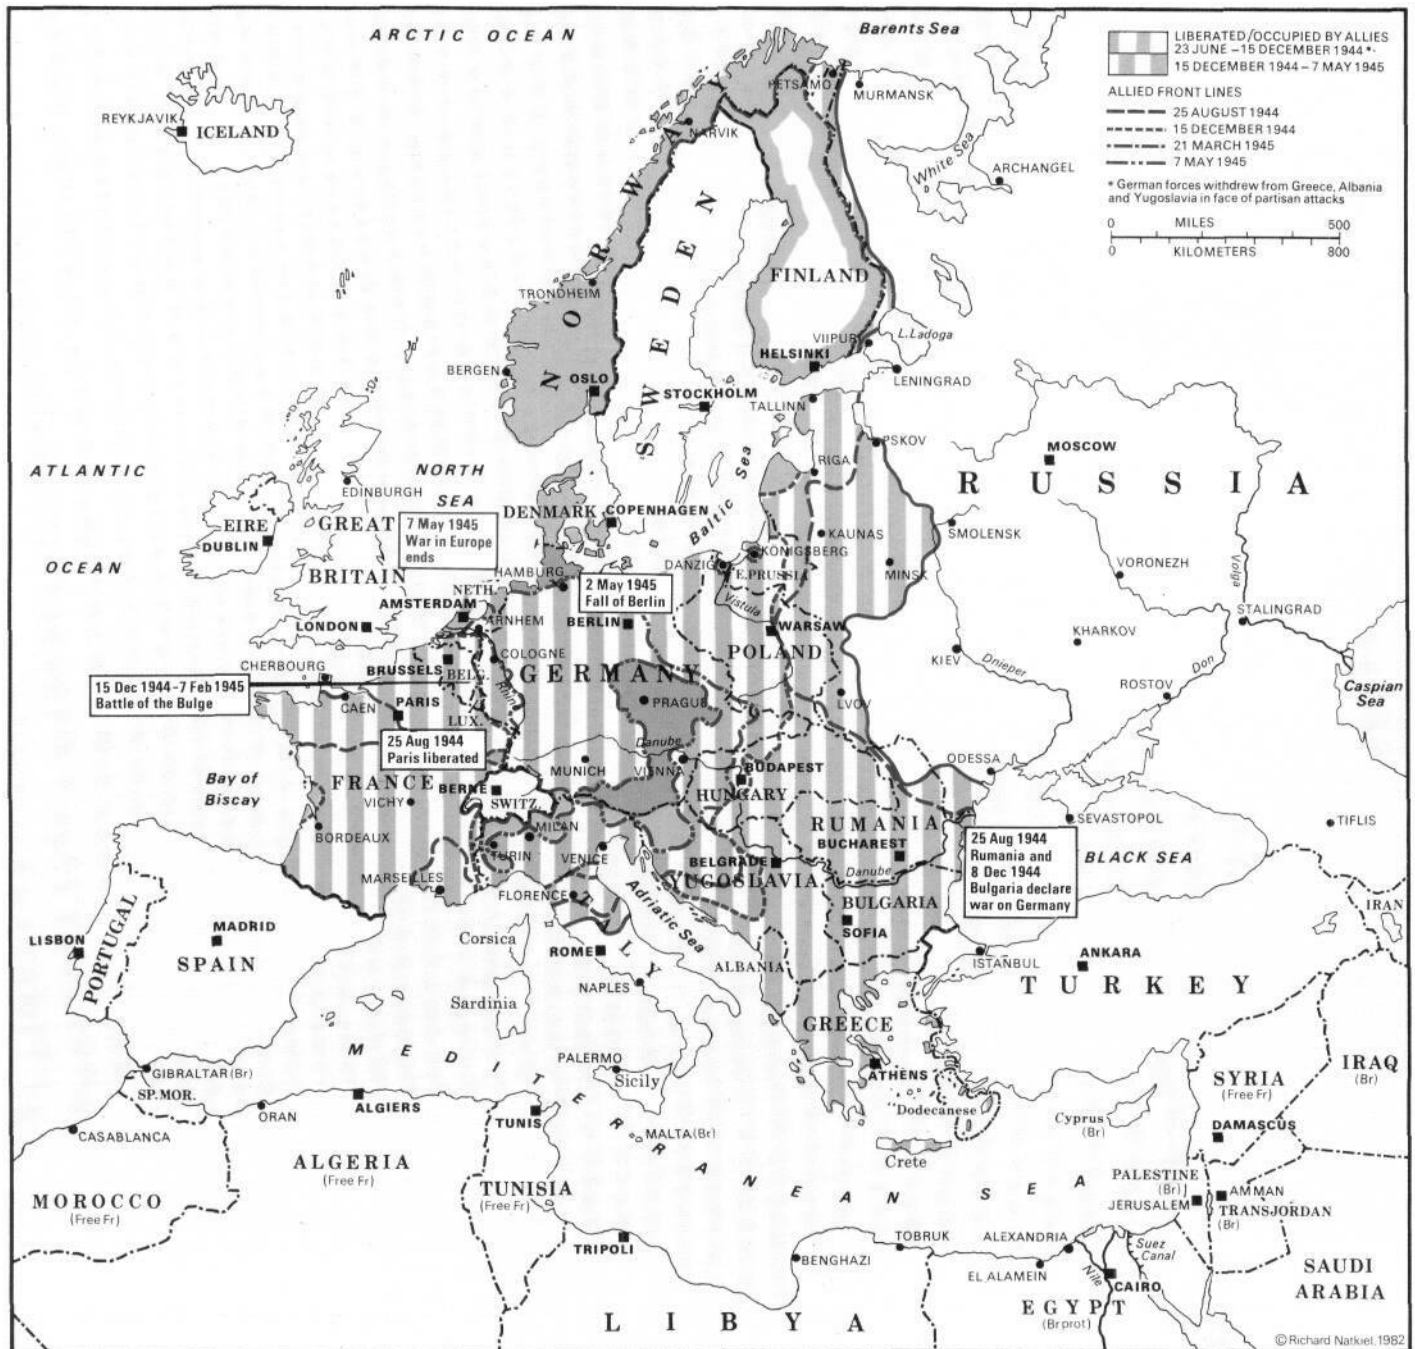 ARCTIC OCEAN
Barents Sea
LIBERATED/OCCUPIED BY ALLIES
23 JUNE – 15 DECEMBER 1944 *
15 DECEMBER 1944 – 7 MAY 1945
ALLIED FRONT LINES
25 AUGUST 1944
15 DECEMBER 1944
21 MARCH 1945
7 MAY 1945
* German forces withdrew from Greece, Albania
and Yugoslavia in face of partisan attacks
0 MILES 500
0 KILOMETERS 800
REYKJAVIK
ICELAND
PETSAMO
MURMANSK
NARVIK
White Sea
ARCHANGEL
NORWAY
SWEDEN
FINLAND
TRONDHEIM
VIIPURI
L. Ladoga
BERGEN
OSLO
HELSINKI
LENINGRAD
STOCKHOLM
TALLINN
PSKOV
MOSCOW
RUSSIA
ATLANTIC
OCEAN
NORTH
SEA
Baltic Sea
RIGA
EDINBURGH
EIRE
DUBLIN
GREAT
BRITAIN
7 May 1945
War in Europe
ends
DENMARK
COPENHAGEN
KAUNAS
SMOLENSK
KÖNIGSBERG
DANZIG
E. PRUSSIA
MINSK
VORONEZH
Volga
HAMBURG
2 May 1945
Fall of Berlin
NETH.
AMSTERDAM
ARNHEM
BERLIN
Vistula
WARSAW
STALINGRAD
LONDON
POLAND
KHARKOV
CHERBOURG
BRUSSELS
BELG.
COLOGNE
GERMANY
KIEV
Dnieper
Don
15 Dec 1944–7 Feb 1945
Battle of the Bulge
CAEN
PARIS
LUX.
Rhine
PRAGUE
LVOV
ROSTOV
Caspian
Sea
25 Aug 1944
Paris liberated
Danube
Bay of
Biscay
FRANCE
VICHY
BERNE
SWITZ.
MUNICH
VIENNA
BUDAPEST
HUNGARY
ODESSA
BORDEAUX
MILAN
TURIN
VENICE
RUMANIA
BUCHAREST
SEVASTOPOL
TIFLIS
25 Aug 1944
Rumania and
8 Dec 1944
Bulgaria declare
war on Germany
BLACK SEA
MARSEILLES
FLORENCE
BELGRADE
YUGOSLAVIA
Danube
BULGARIA
SOFIA
IRAN
Adriatic Sea
ITALY
PORTUGAL
LISBON
MADRID
SPAIN
Corsica
Sardinia
ROME
NAPLES
ALBANIA
ISTANBUL
ANKARA
TURKEY
GREECE
MEDITERRANEAN SEA
GIBRALTAR (Br)
SP. MOR.
PALERMO
Sicily
ATHENS
Dodecanese
SYRIA
(Free Fr)
IRAQ
(Br)
ORAN
ALGIERS
TUNIS
MALTA (Br)
Cyprus
(Br)
CASABLANCA
Crete
DAMASCUS
ALGERIA
(Free Fr)
TUNISIA
(Free Fr)
MOROCCO
(Free Fr)
PALESTINE
(Br)
JERUSALEM
AMMAN
TRANSJORDAN
(Br)
TRIPOLI
BENGHAZI
TOBRUK
ALEXANDRIA
Suez
Canal
EL ALAMEIN
Nile
CAIRO
SAUDI
ARABIA
LIBYA
EGYPT
(Br prot)
© Richard Natkiel, 1982